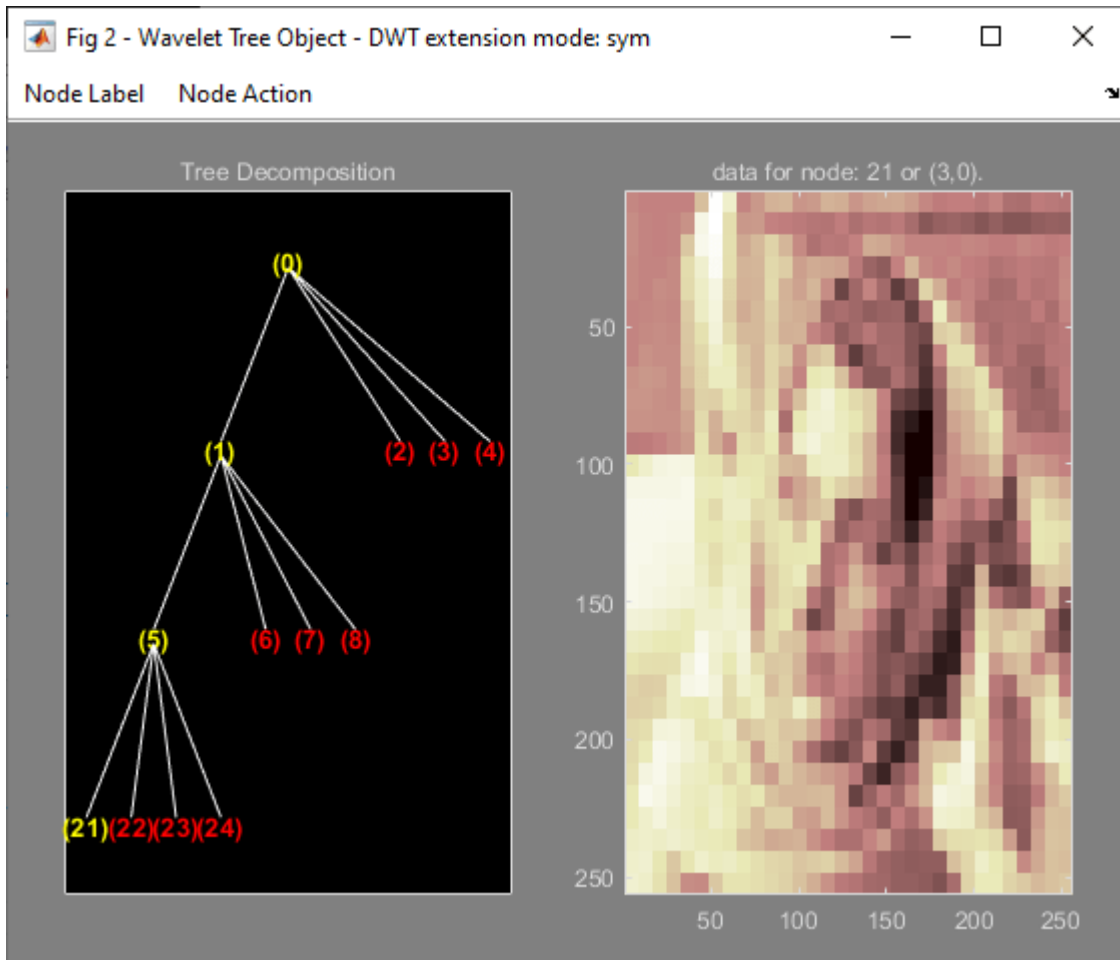 Fig 2 - Wavelet Tree Object - DWT extension mode: sym
Node Label Node Action
Tree Decomposition
(0)
(1) (2) (3) (4)
(5) (6) (7) (8)
(21) (22) (23) (24)
data for node: 21 or (3,0).
50
100
150
200
250
50 100 150 200 250